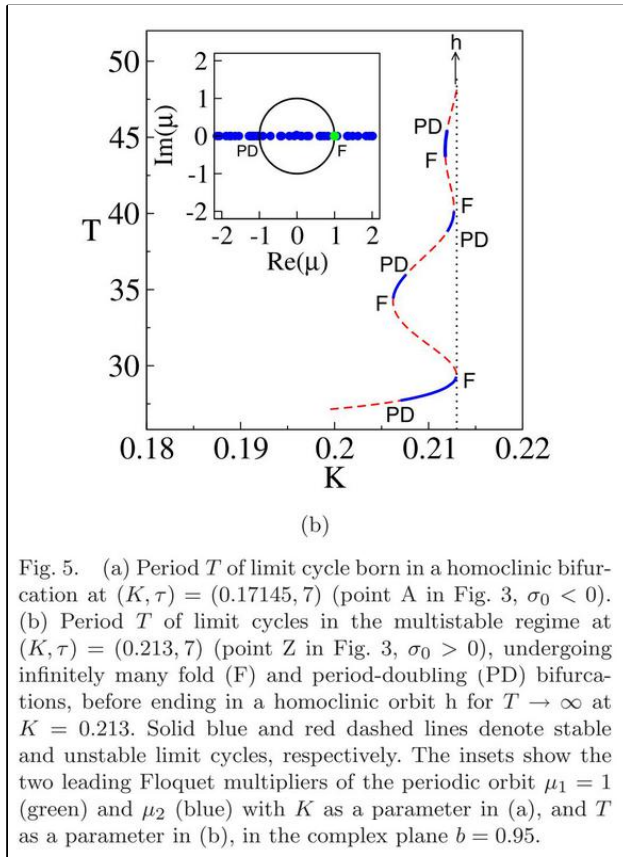 h
50
45
40
35
30
T
2
1
0
-1
-2
Im(μ)
PD
F
-2 -1 0 1 2
Re(μ)
PD
F
F
PD
PD
F
F
PD
0.18 0.19 0.2 0.21 0.22
K
(b)
Fig. 5. (a) Period T of limit cycle born in a homoclinic bifur-
cation at (K, τ) = (0.17145, 7) (point A in Fig. 3, σ₀ < 0).
(b) Period T of limit cycles in the multistable regime at
(K, τ) = (0.213, 7) (point Z in Fig. 3, σ₀ > 0), undergoing
infinitely many fold (F) and period-doubling (PD) bifurca-
tions, before ending in a homoclinic orbit h for T → ∞ at
K = 0.213. Solid blue and red dashed lines denote stable
and unstable limit cycles, respectively. The insets show the
two leading Floquet multipliers of the periodic orbit μ₁ = 1
(green) and μ₂ (blue) with K as a parameter in (a), and T
as a parameter in (b), in the complex plane b = 0.95.